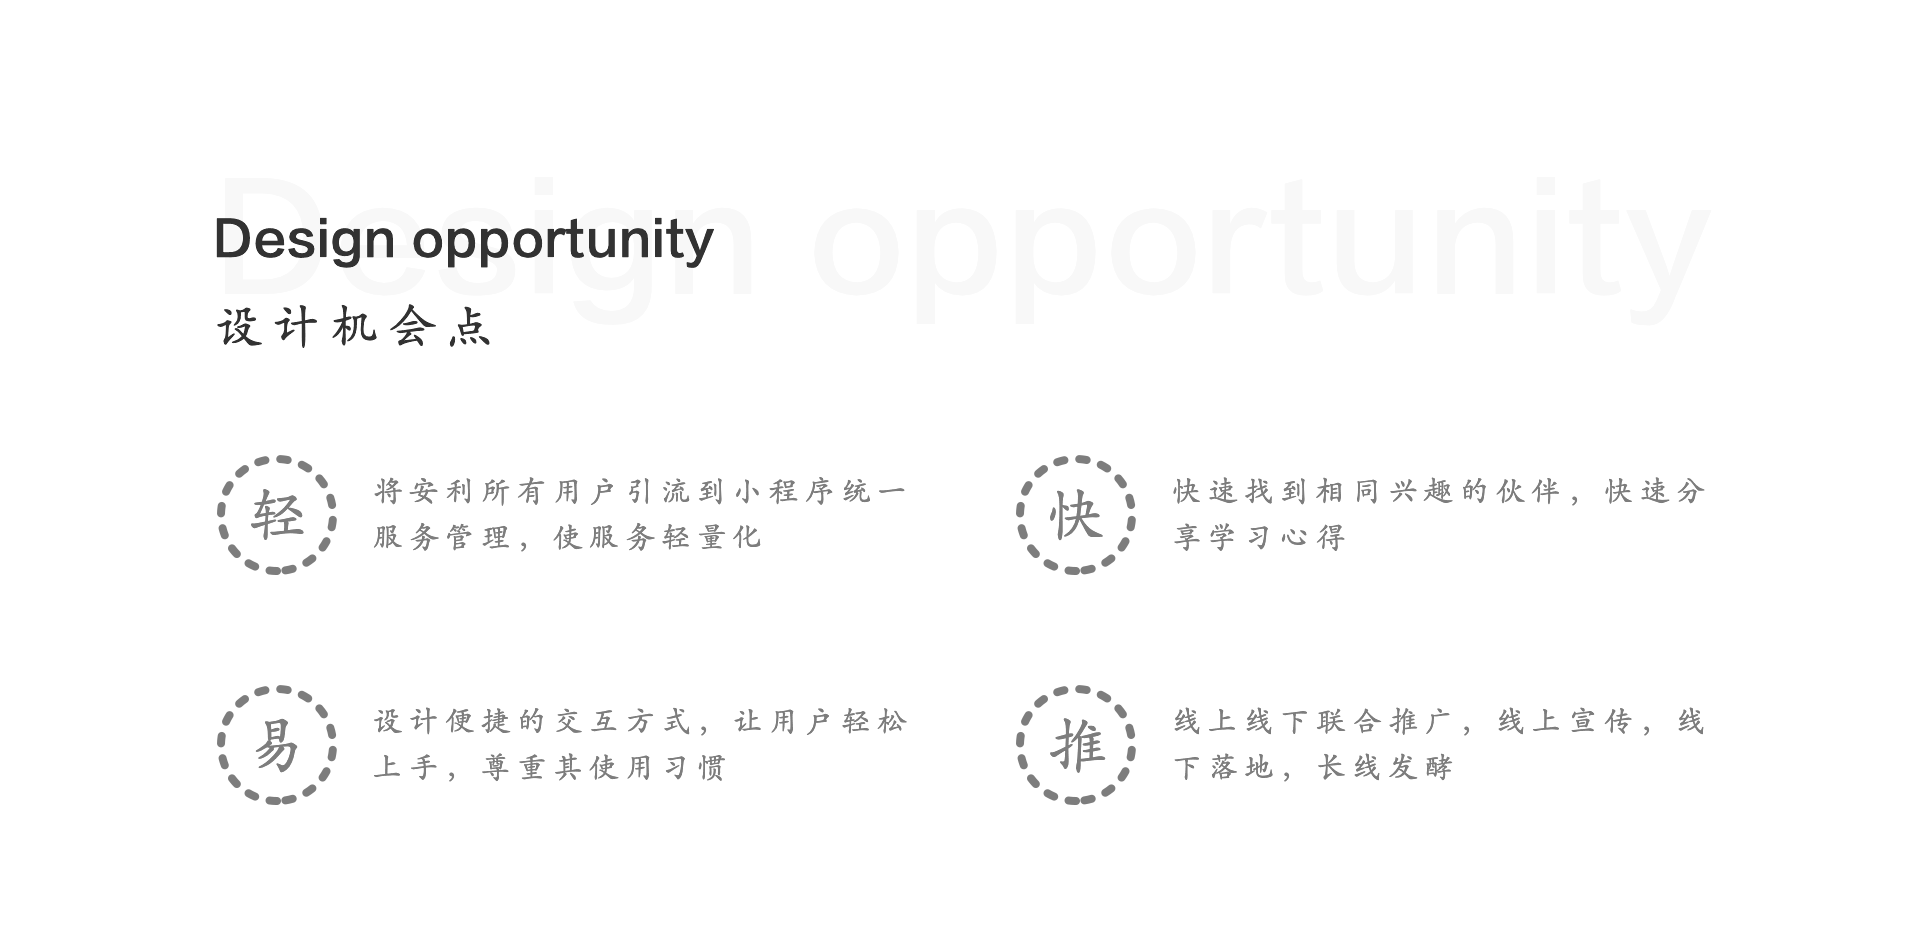 Design opportunity
Design opportunity
设计机会点
轻
将安利所有用户引流到小程序统一
服务管理，使服务轻量化
快
快速找到相同兴趣的伙伴，快速分
享学习心得
易
设计便捷的交互方式，让用户轻松
上手，尊重其使用习惯
推
线上线下联合推广，线上宣传，线
下落地，长线发酵